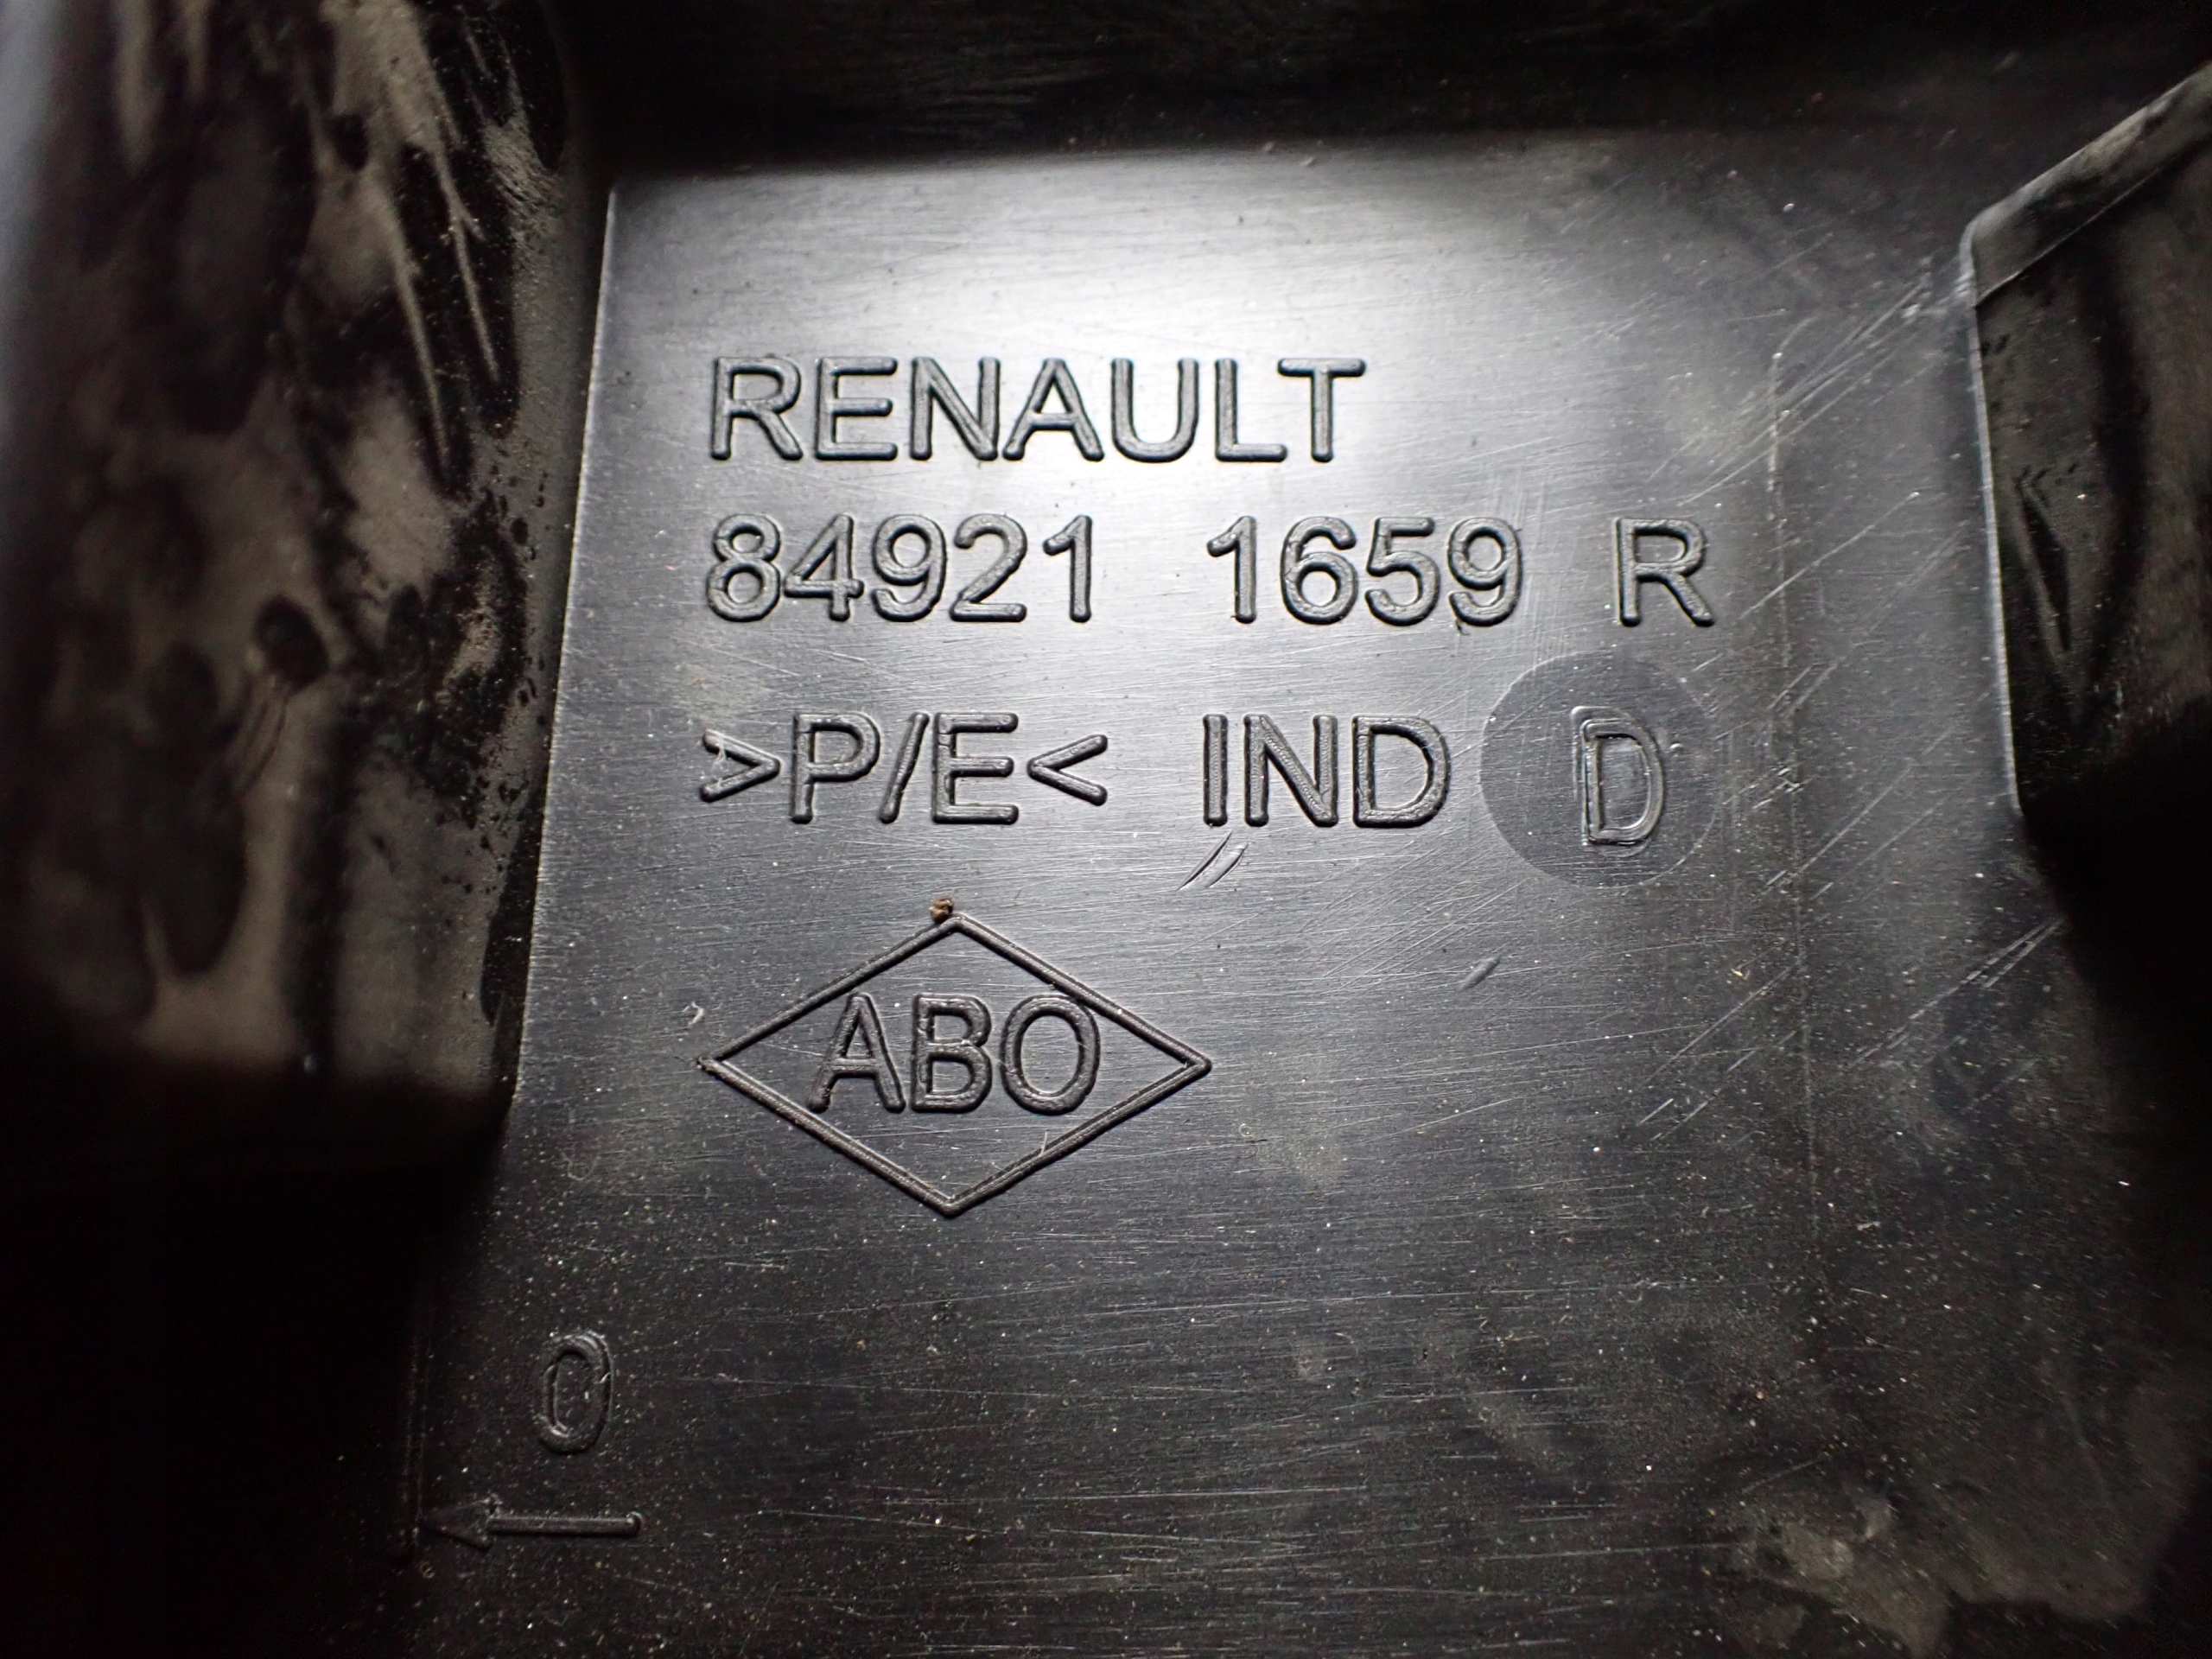 RENAULT
84921 1659 R
>P/E< IND D
ABO
0